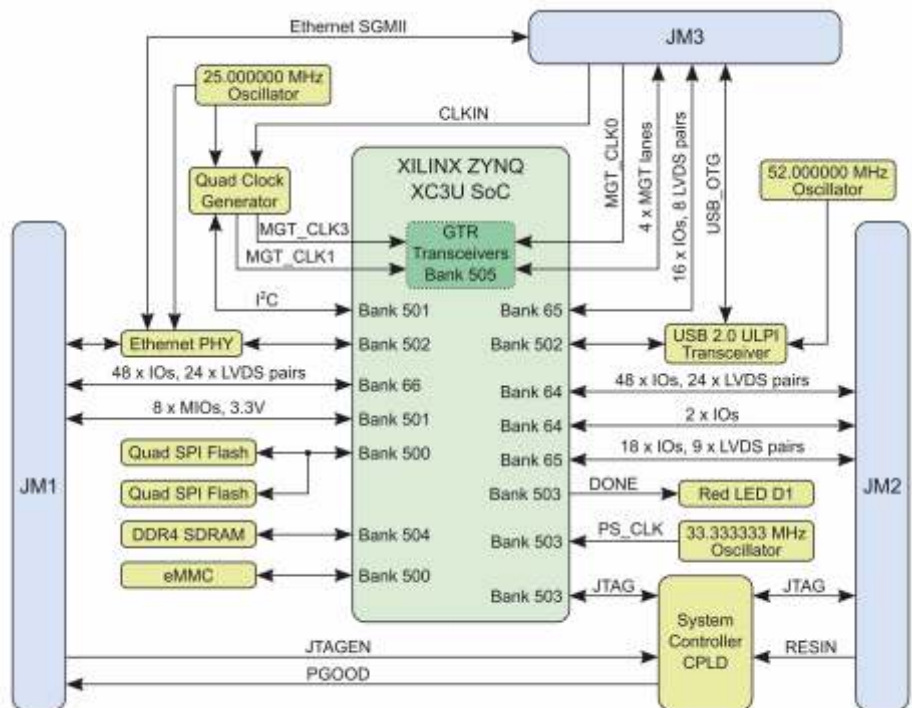 Ethernet SGMII
JM3
25.000000 MHz
Oscillator
CLKIN
MGT_CLK0
4 x MGT lanes
16 x IOs, 8 LVDS pairs
USB_OTG
XILINX ZYNQ
XC3U SoC
52.000000 MHz
Oscillator
Quad Clock
Generator
MGT_CLK3
MGT_CLK1
GTR
Transceivers
Bank 505
I²C
Bank 501
Bank 65
Ethernet PHY
Bank 502
Bank 502
USB 2.0 ULPI
Transceiver
48 x IOs, 24 x LVDS pairs
Bank 66
Bank 64
48 x IOs, 24 x LVDS pairs
8 x MIOs, 3.3V
Bank 501
Bank 64
2 x IOs
Quad SPI Flash
Bank 500
Bank 65
18 x IOs, 9 x LVDS pairs
JM1
JM2
Quad SPI Flash
Bank 503
DONE
Red LED D1
DDR4 SDRAM
Bank 504
Bank 503
PS_CLK
33.333333 MHz
Oscillator
eMMC
Bank 500
Bank 503
JTAG
JTAG
System
Controller
CPLD
JTAGEN
RESIN
PGOOD